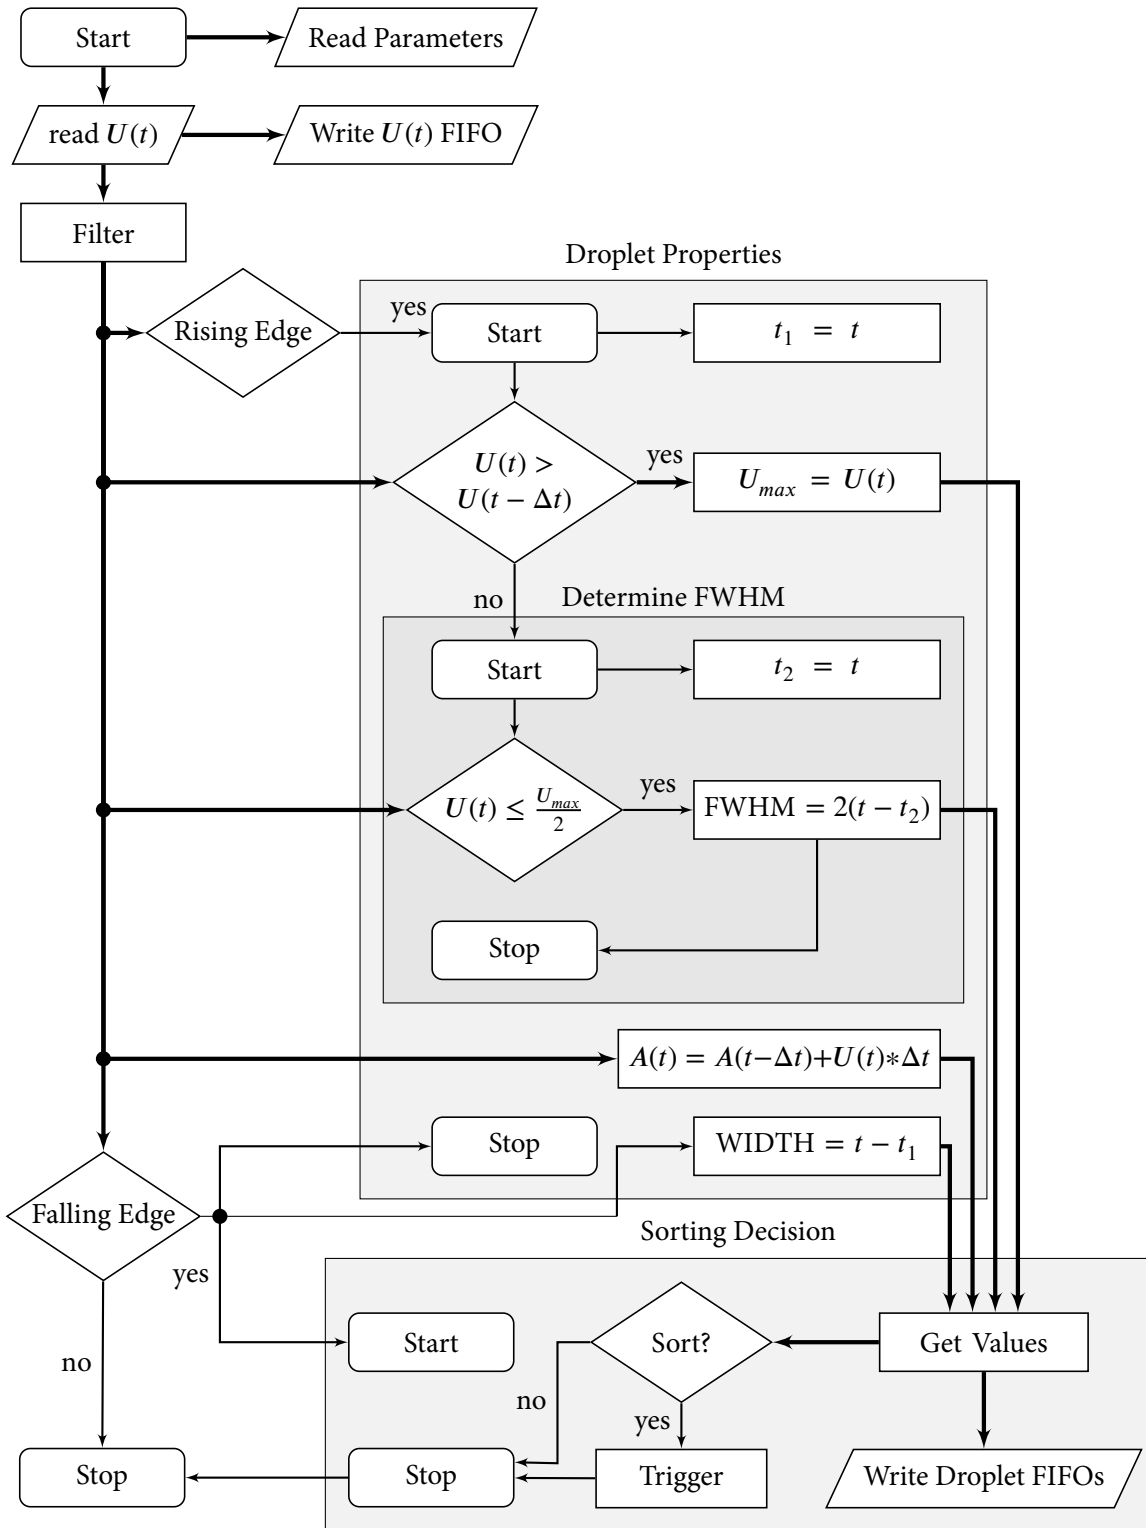 Start
Read Parameters
read U(t)
Write U(t) FIFO
Filter
Droplet Properties
Rising Edge
yes
Start
t₁ = t
U(t) >
U(t − Δt)
yes
U_max = U(t)
no
Determine FWHM
Start
t₂ = t
U(t) ≤ U_max/2
yes
FWHM = 2(t − t₂)
Stop
A(t) = A(t−Δt)+U(t)*Δt
Stop
WIDTH = t − t₁
Falling Edge
Sorting Decision
yes
Start
Sort?
Get Values
no
no
yes
Stop
Stop
Trigger
Write Droplet FIFOs